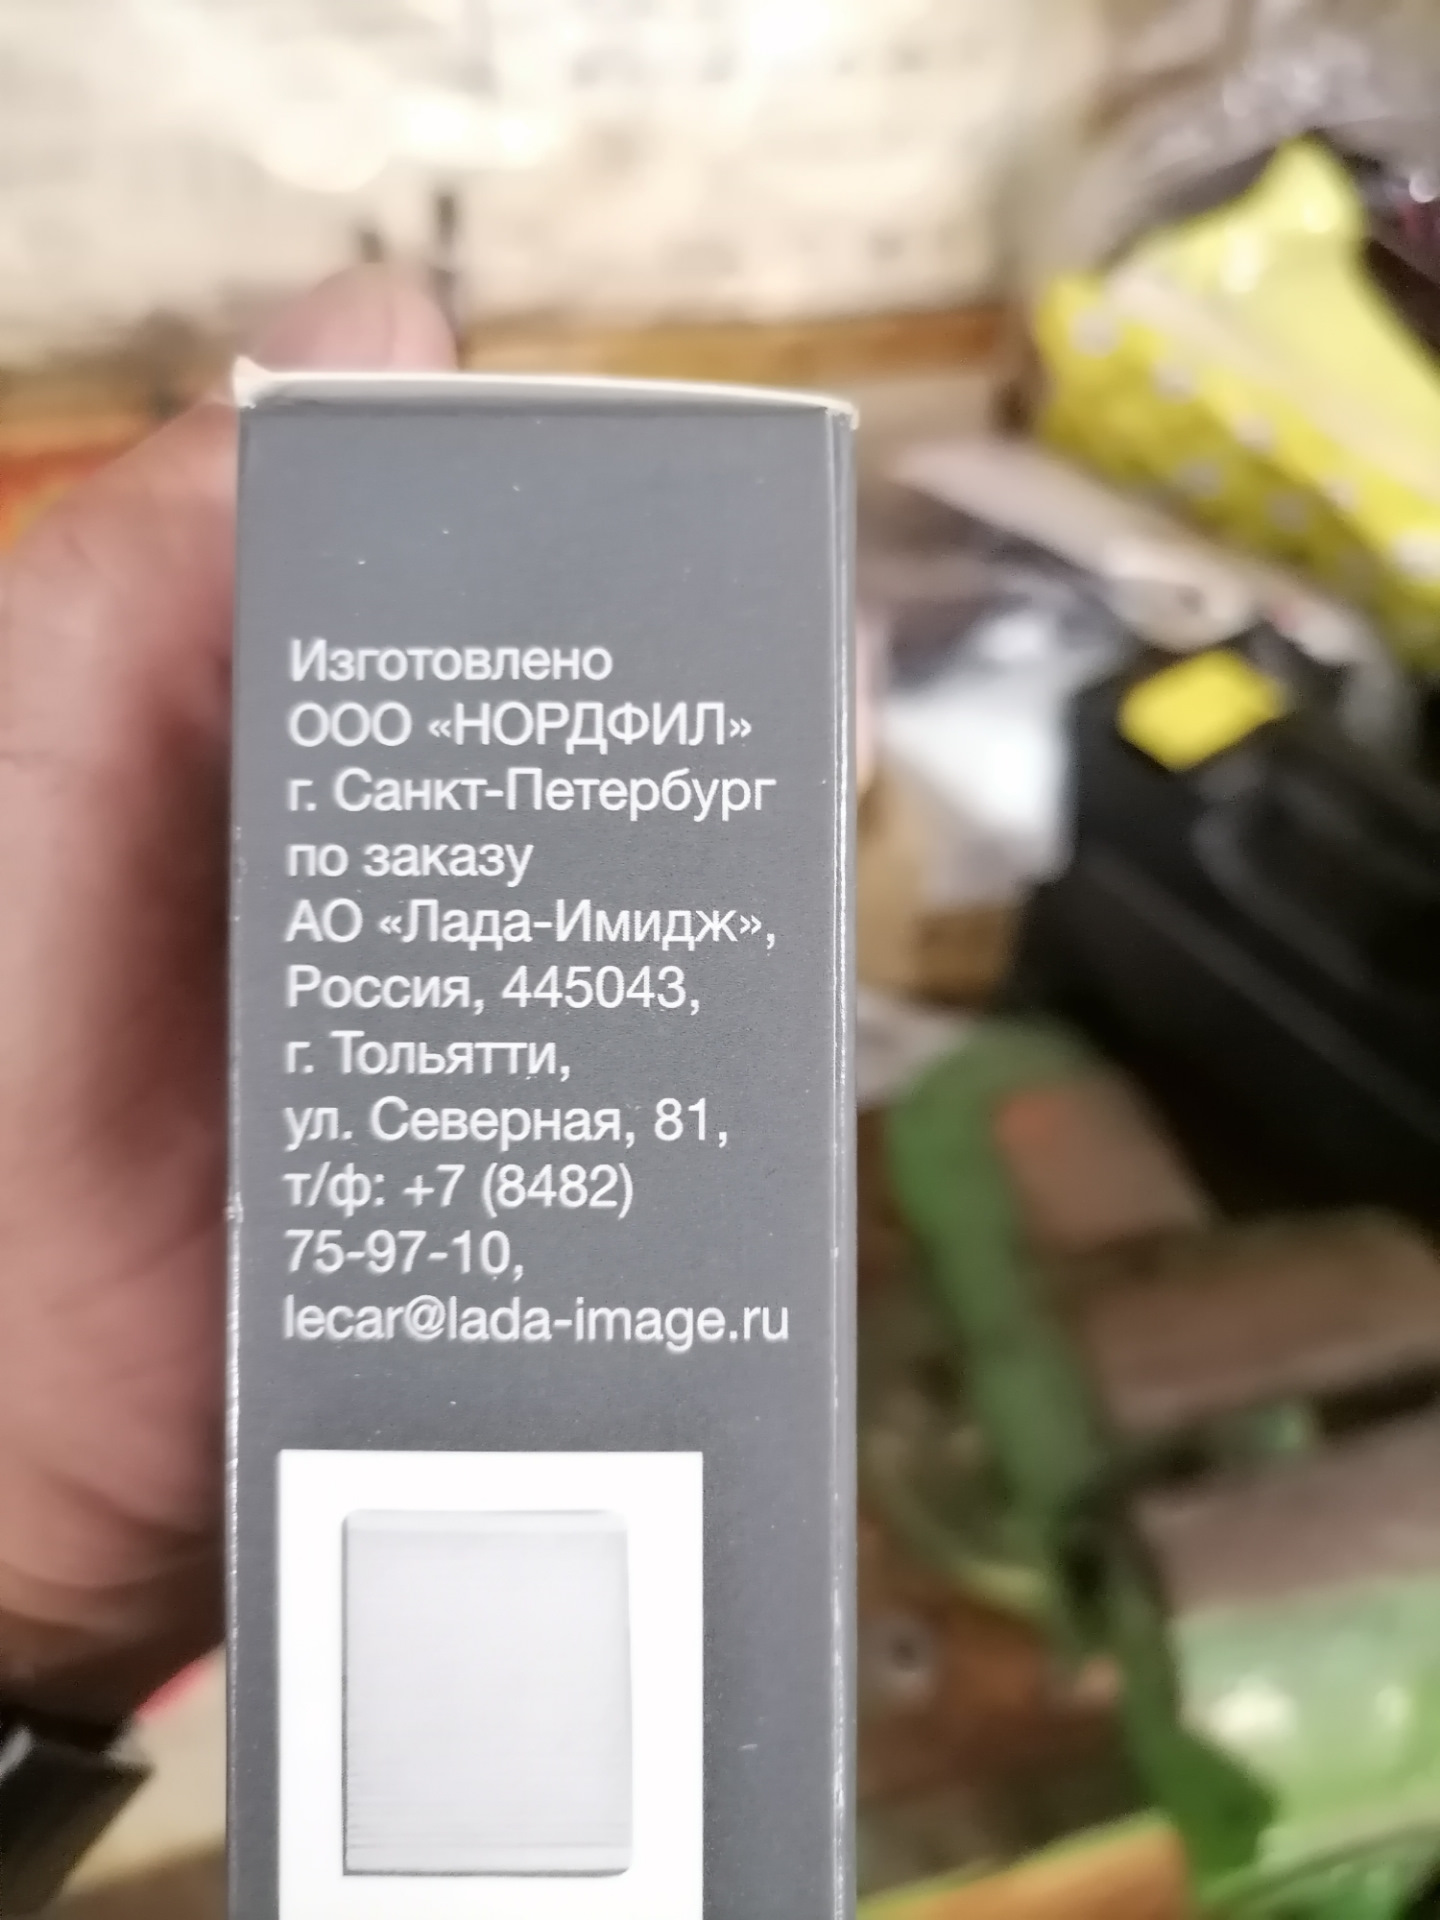 Изготовлено
ООО «НОРДФИЛ»
г. Санкт-Петербург
по заказу
АО «Лада-Имидж»,
Россия, 445043,
г. Тольятти,
ул. Северная, 81,
т/ф: +7 (8482)
75-97-10,
lecar@lada-image.ru